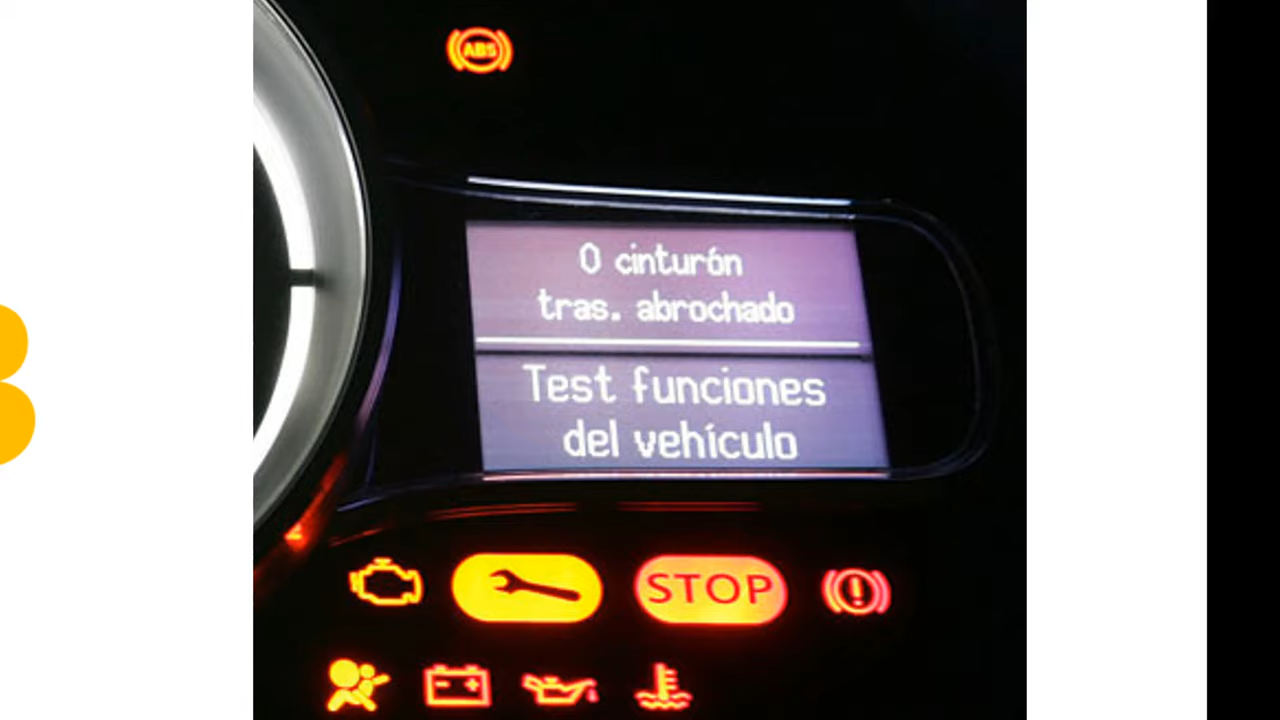 ABS
0 cinturón
tras. abrochado
Test funciones
del vehículo
STOP